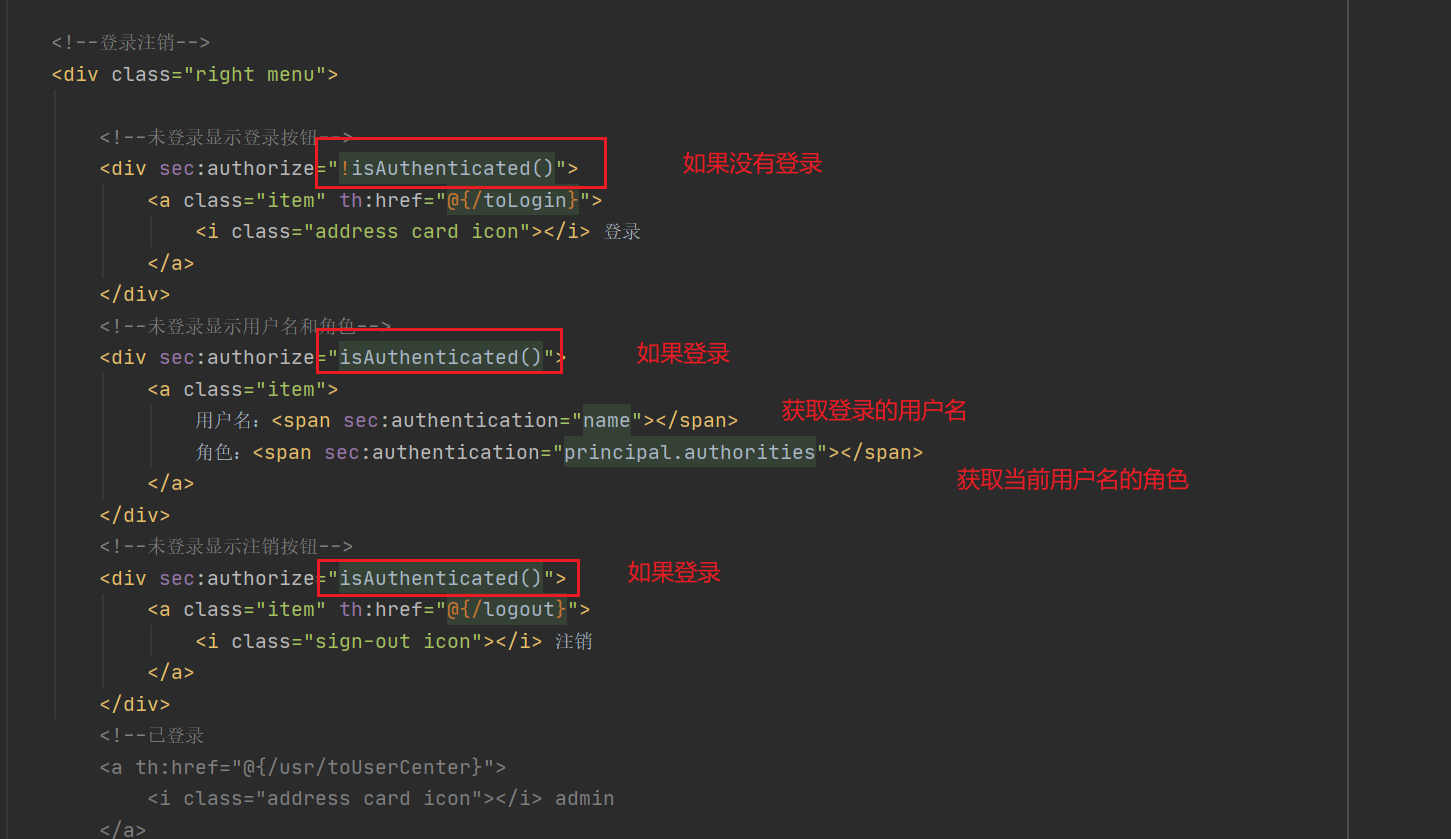 <!--登录注销-->
<div class="right menu">
<!--未登录显示登录按钮-->
<div sec:authorize="!isAuthenticated()"> 如果没有登录
<a class="item" th:href="@{/toLogin}">
<i class="address card icon"></i> 登录
</a>
</div>
<!--未登录显示用户名和角色-->
<div sec:authorize="isAuthenticated()"> 如果登录
<a class="item">
用户名：<span sec:authentication="name"></span> 获取登录的用户名
角色：<span sec:authentication="principal.authorities"></span>
获取当前用户名的角色
</a>
</div>
<!--未登录显示注销按钮-->
<div sec:authorize="isAuthenticated()"> 如果登录
<a class="item" th:href="@{/logout}">
<i class="sign-out icon"></i> 注销
</a>
</div>
<!--已登录
<a th:href="@{/usr/toUserCenter}">
<i class="address card icon"></i> admin
</a>